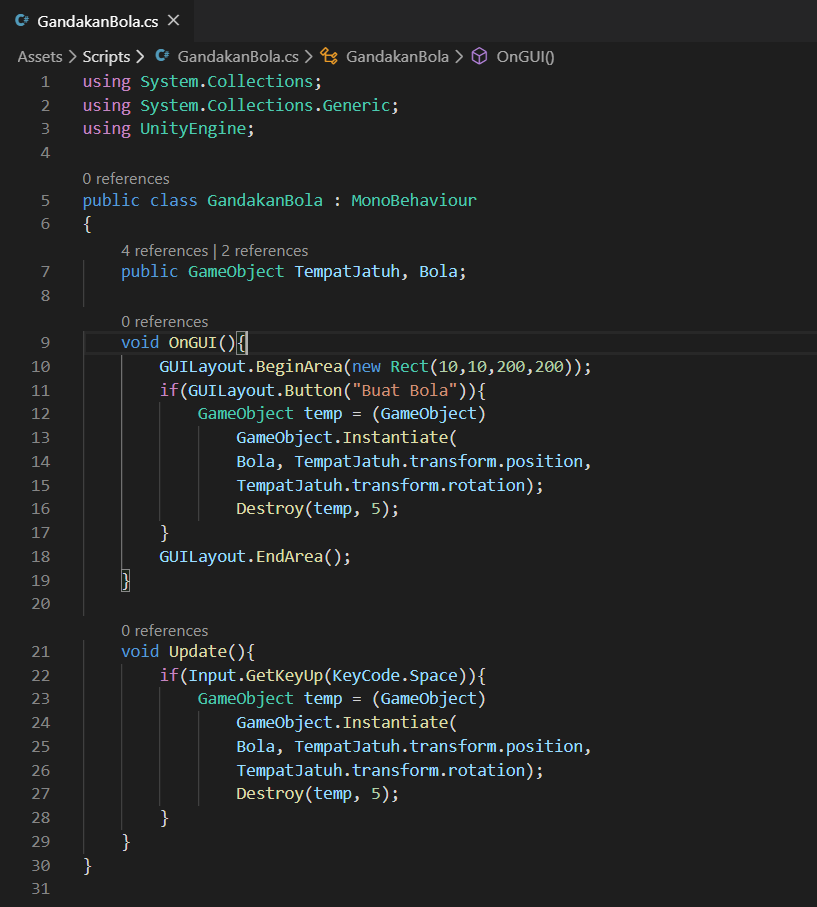 GandakanBola.cs
Assets > Scripts > GandakanBola.cs > GandakanBola > OnGUI()
1 using System.Collections;
2 using System.Collections.Generic;
3 using UnityEngine;
4
0 references
5 public class GandakanBola : MonoBehaviour
6 {
4 references | 2 references
7 public GameObject TempatJatuh, Bola;
8
0 references
9 void OnGUI(){
10 GUILayout.BeginArea(new Rect(10,10,200,200));
11 if(GUILayout.Button("Buat Bola")){
12 GameObject temp = (GameObject)
13 GameObject.Instantiate(
14 Bola, TempatJatuh.transform.position,
15 TempatJatuh.transform.rotation);
16 Destroy(temp, 5);
17 }
18 GUILayout.EndArea();
19 }
20
0 references
21 void Update(){
22 if(Input.GetKeyUp(KeyCode.Space)){
23 GameObject temp = (GameObject)
24 GameObject.Instantiate(
25 Bola, TempatJatuh.transform.position,
26 TempatJatuh.transform.rotation);
27 Destroy(temp, 5);
28 }
29 }
30 }
31